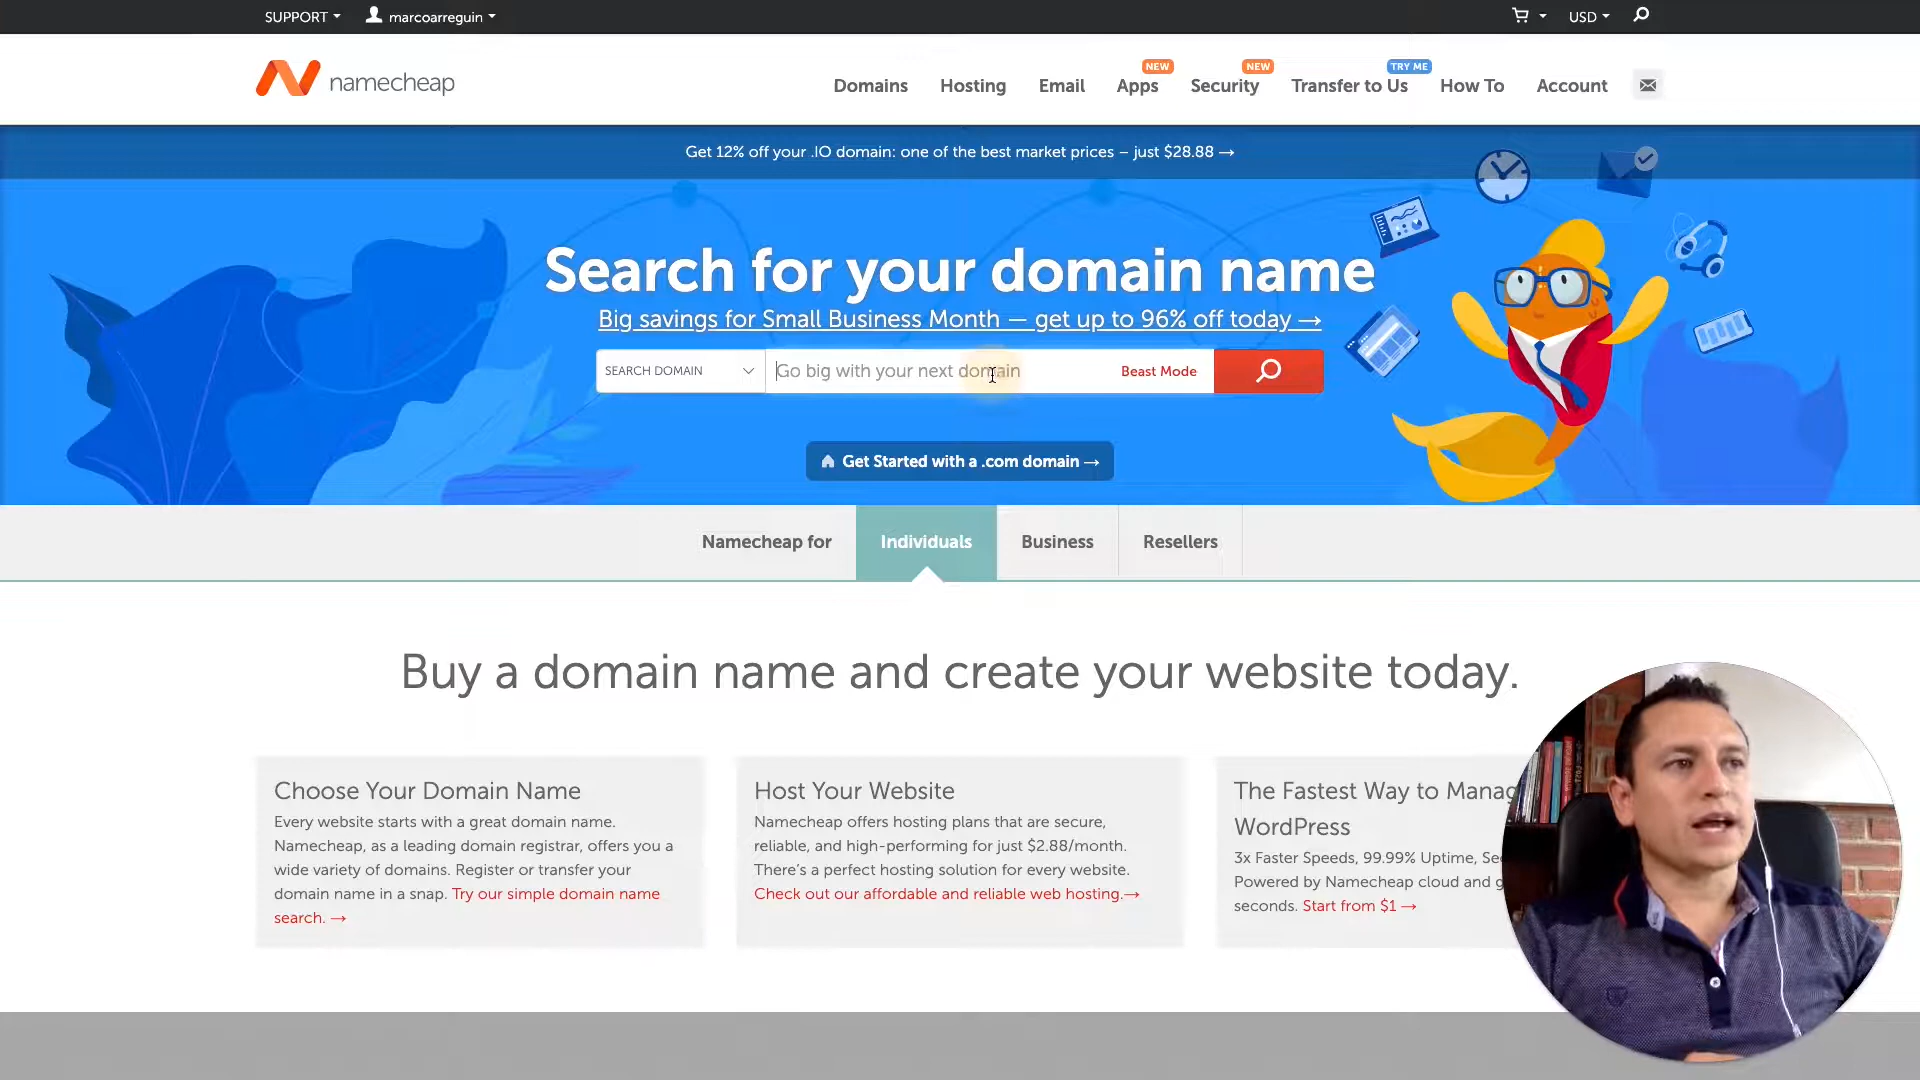 SUPPORT
marcoarreguin
USD
namecheap
Domains
Hosting
Email
Apps
NEW
Security
NEW
Transfer to Us
TRY ME
How To
Account
Get 12% off your .IO domain: one of the best market prices – just $28.88 →
Search for your domain name
Big savings for Small Business Month — get up to 96% off today →
SEARCH DOMAIN
Go big with your next domain
Beast Mode
Get Started with a .com domain →
Namecheap for
Individuals
Business
Resellers
Buy a domain name and create your website today.
Choose Your Domain Name
Every website starts with a great domain name.
Namecheap, as a leading domain registrar, offers you a
wide variety of domains. Register or transfer your
domain name in a snap. Try our simple domain name
search. →
Host Your Website
Namecheap offers hosting plans that are secure,
reliable, and high-performing for just $2.88/month.
There's a perfect hosting solution for every website.
Check out our affordable and reliable web hosting.→
The Fastest Way to Manag
WordPress
3x Faster Speeds, 99.99% Uptime, Se
Powered by Namecheap cloud and g
seconds. Start from $1 →